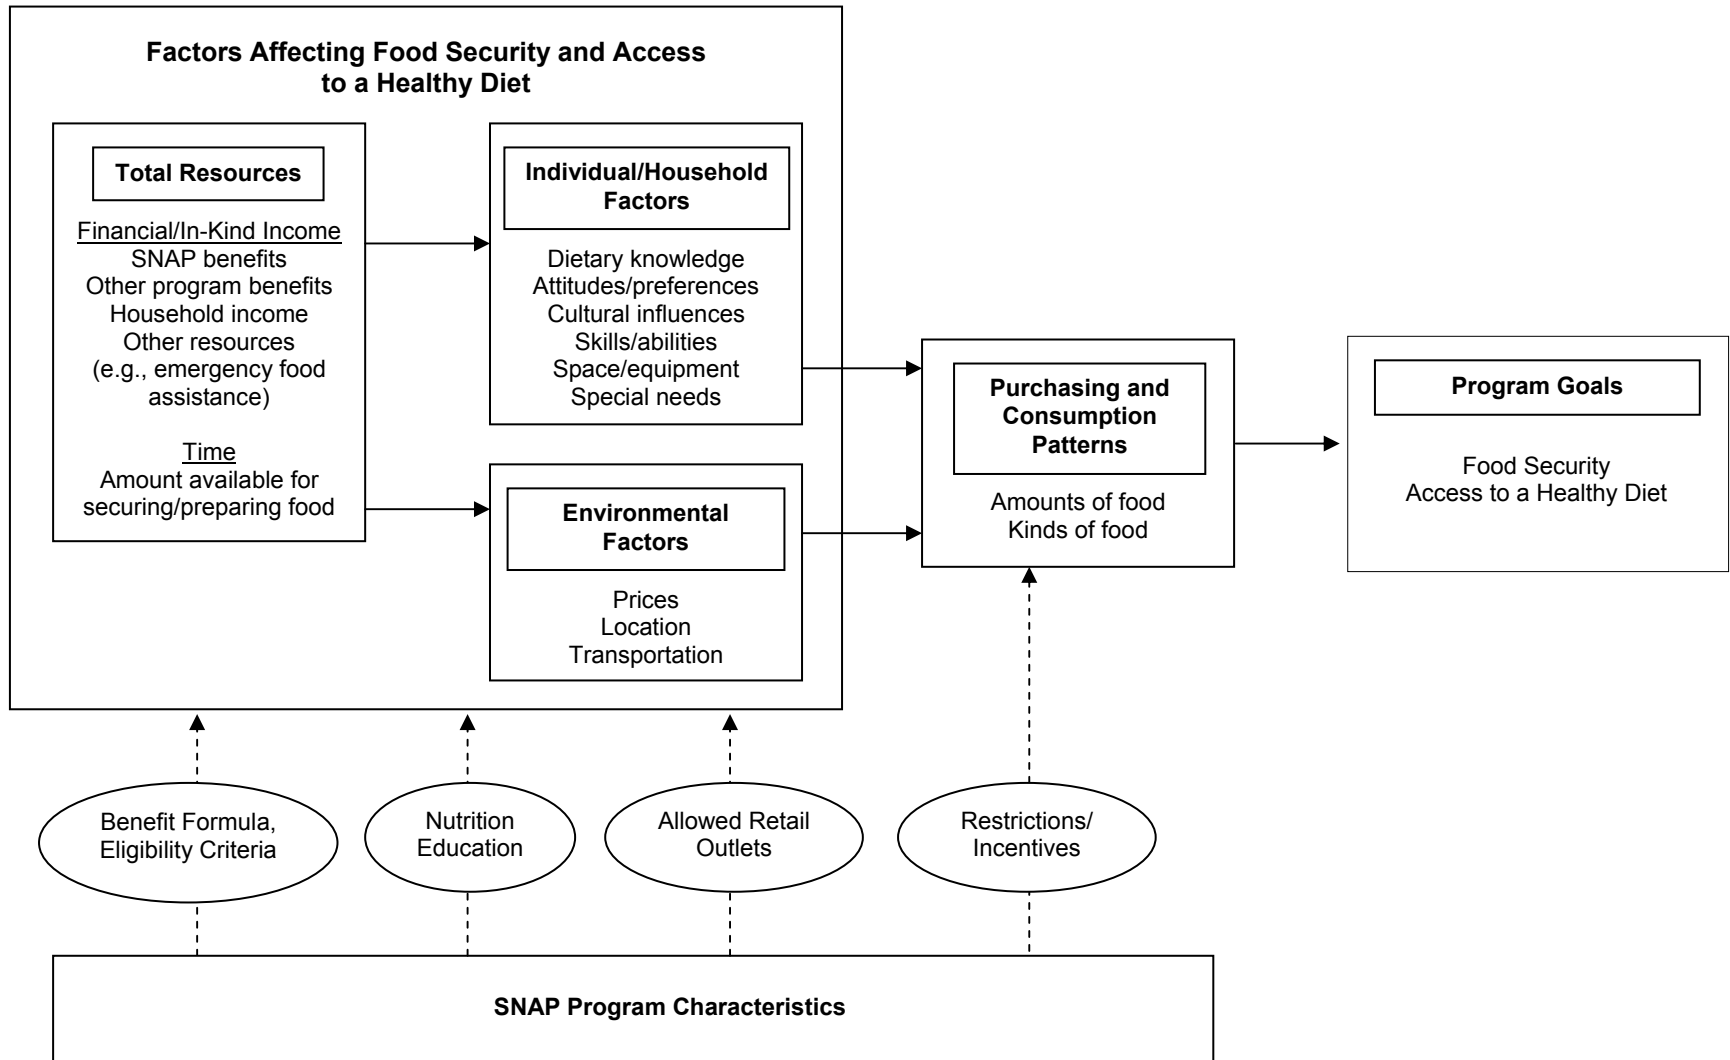 Factors Affecting Food Security and Access
to a Healthy Diet
Total Resources
Financial/In-Kind Income
SNAP benefits
Other program benefits
Household income
Other resources
(e.g., emergency food
assistance)
Time
Amount available for
securing/preparing food
Individual/Household
Factors
Dietary knowledge
Attitudes/preferences
Cultural influences
Skills/abilities
Space/equipment
Special needs
Environmental
Factors
Prices
Location
Transportation
Purchasing and
Consumption
Patterns
Amounts of food
Kinds of food
Program Goals
Food Security
Access to a Healthy Diet
Benefit Formula,
Eligibility Criteria
Nutrition
Education
Allowed Retail
Outlets
Restrictions/
Incentives
SNAP Program Characteristics